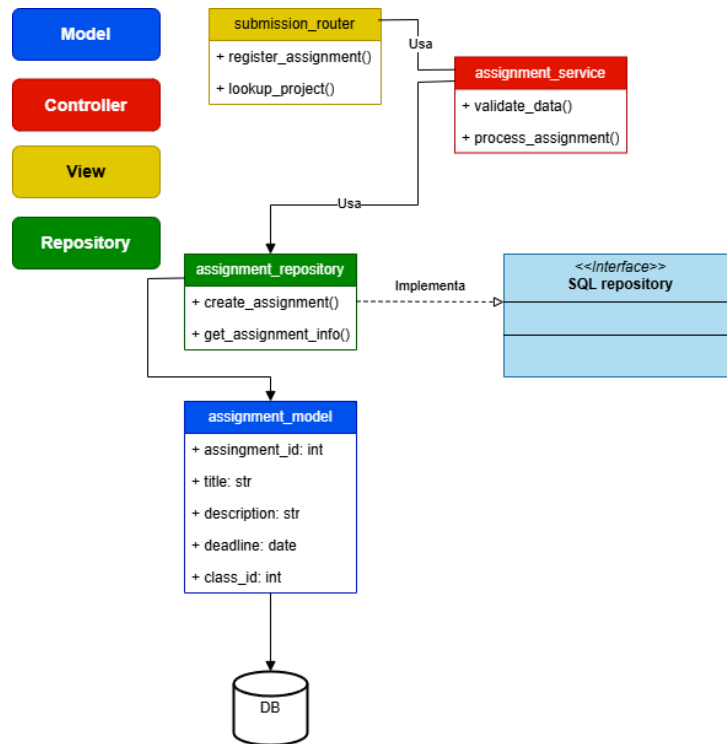 Model
Controller
View
Repository
submission_router
+ register_assignment()
+ lookup_project()
Usa
assignment_service
+ validate_data()
+ process_assignment()
Usa
assignment_repository
+ create_assignment()
+ get_assignment_info()
Implementa
<<Interface>>
SQL repository
assignment_model
+ assingment_id: int
+ title: str
+ description: str
+ deadline: date
+ class_id: int
DB